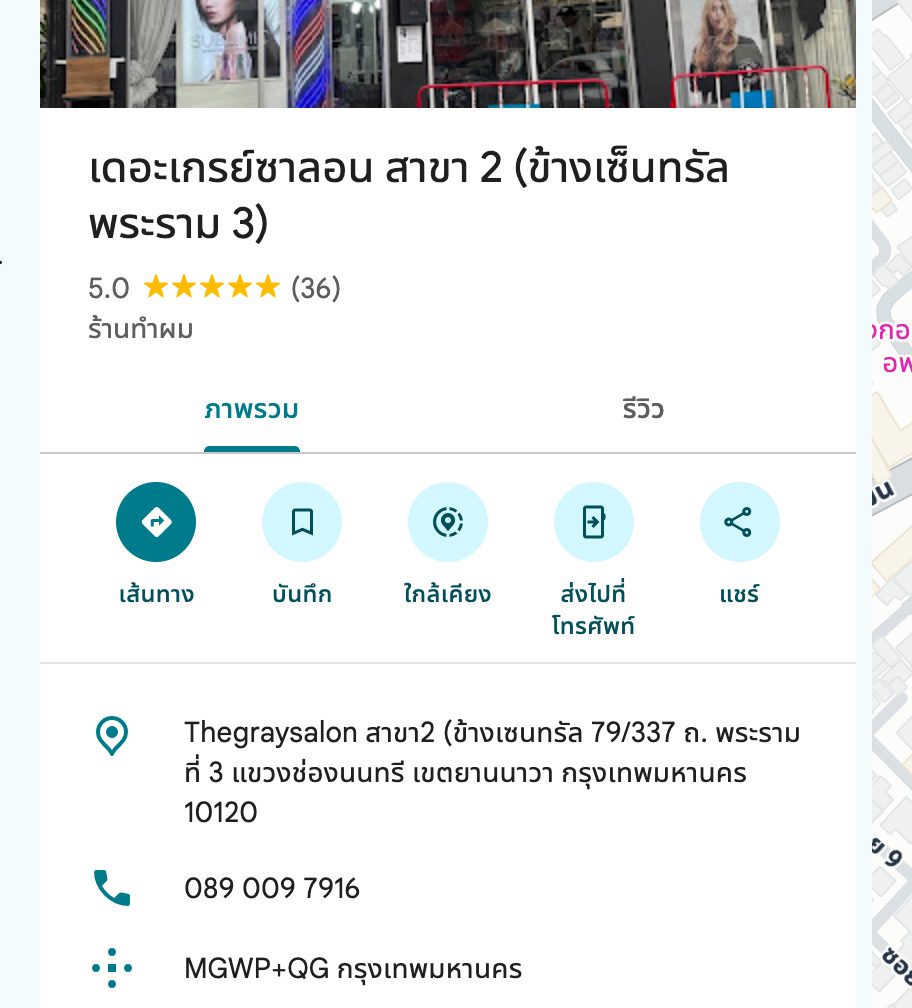 เดอะเกรย์ซาลอน สาขา 2 (ข้างเซ็นทรัล
พระราม 3)
5.0 ★★★★★ (36)
ร้านทำผม
ภาพรวม รีวิว
เส้นทาง บันทึก ใกล้เคียง ส่งไปที่ แชร์
โทรศัพท์
Thegraysalon สาขา2 (ข้างเซนทรัล 79/337 ถ. พระราม
ที่ 3 แขวงช่องนนทรี เขตยานนาวา กรุงเทพมหานคร
10120
089 009 7916
MGWP+QG กรุงเทพมหานคร